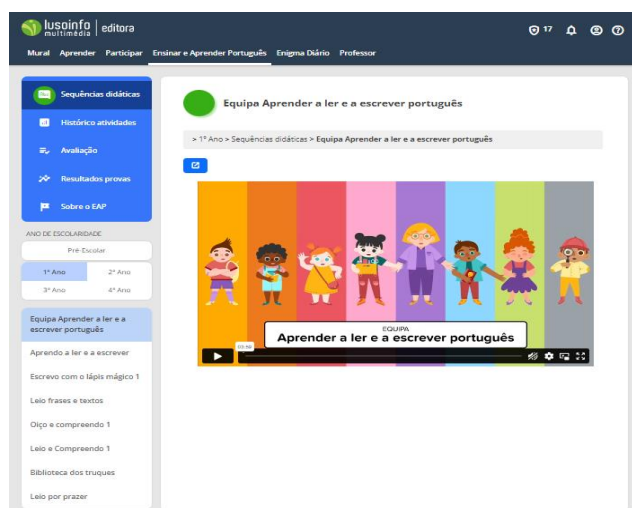 lusoinfo
multimédia
editora
17
Mural Aprender Participar Ensinar e Aprender Português Enigma Diário Professor
Sequências didáticas
Histórico atividades
Avaliação
Resultados provas
Sobre o EAP
ANO DE ESCOLARIDADE
Pré-Escolar
1º Ano 2º Ano
3º Ano 4º Ano
Equipa Aprender a ler e a
escrever português
Aprendo a ler e a escrever
Escrevo com o lápis mágico 1
Leio frases e textos
Oiço e compreendo 1
Leio e Compreendo 1
Biblioteca dos truques
Leio por prazer
Equipa Aprender a ler e a escrever português
> 1º Ano > Sequências didáticas > Equipa Aprender a ler e a escrever português
EQUIPA
Aprender a ler e a escrever português